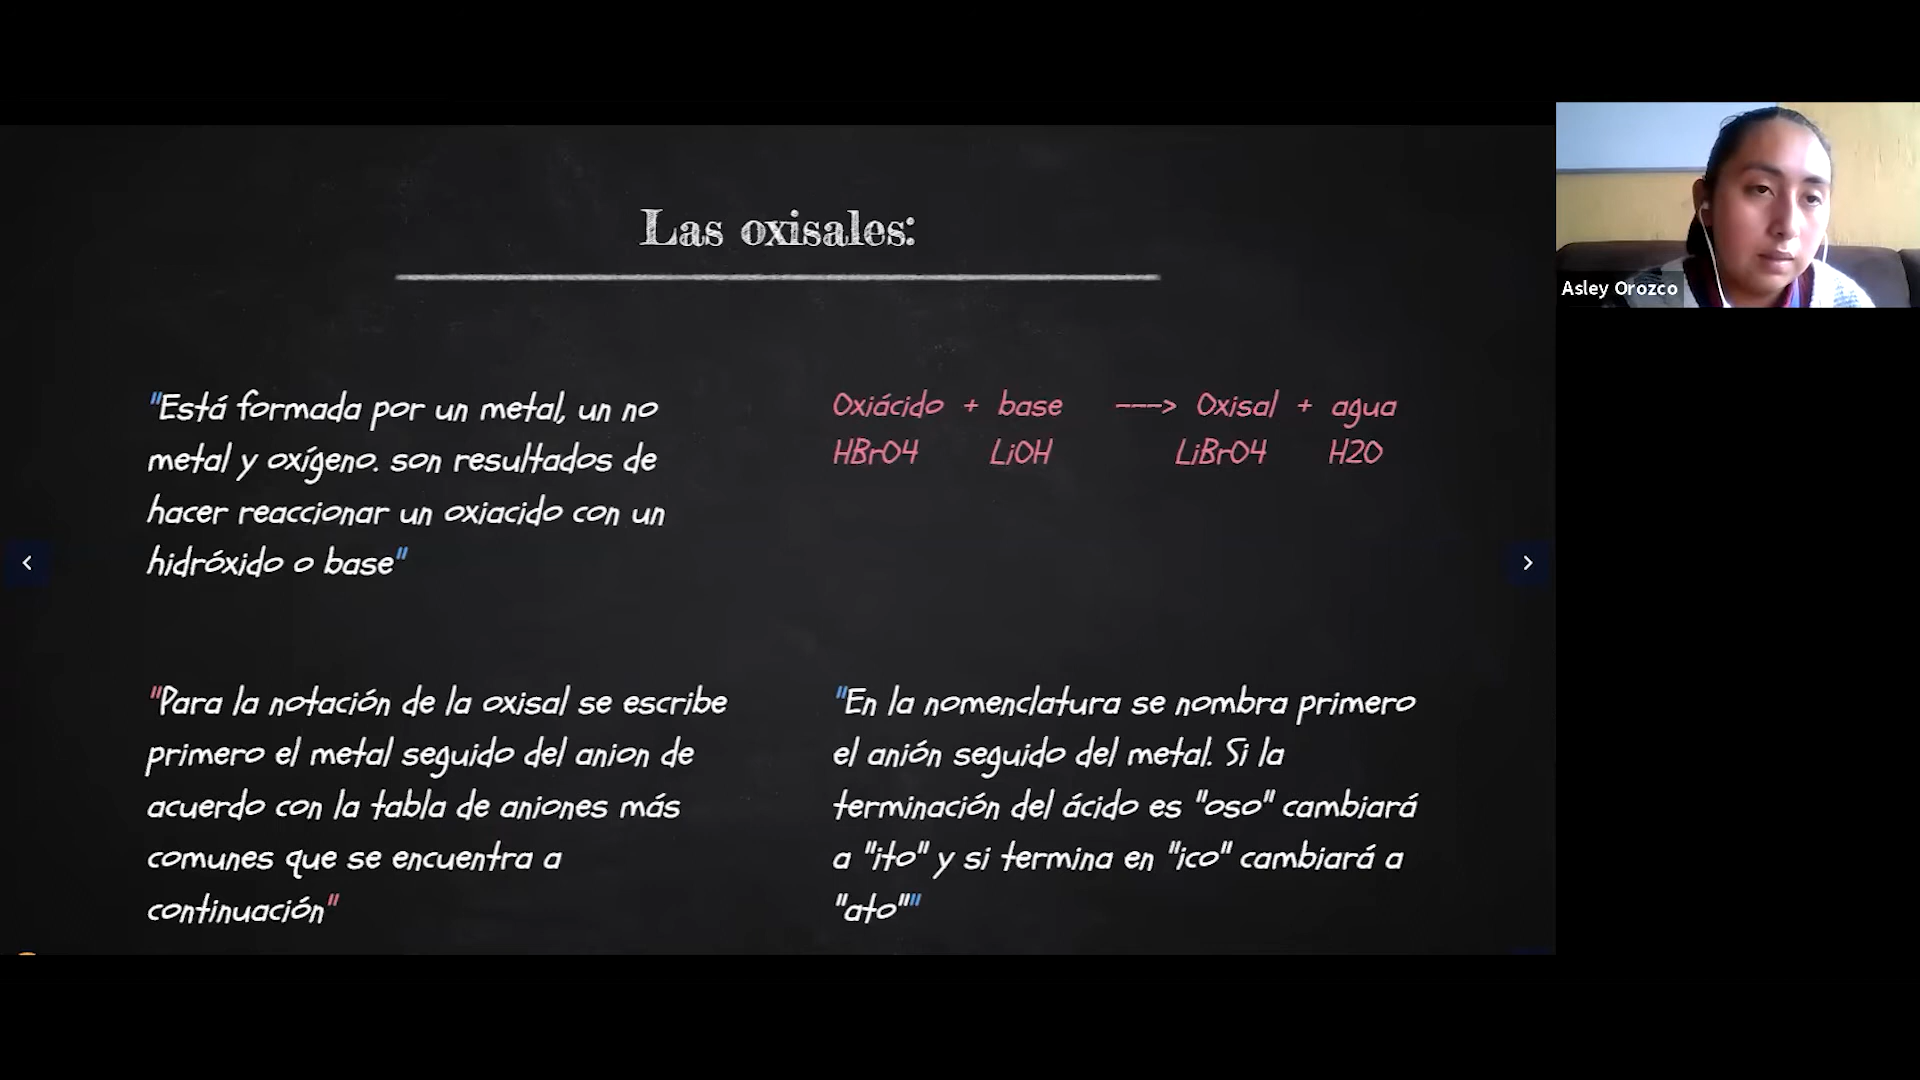 Las oxisales:
"Está formada por un metal, un no
metal y oxígeno. son resultados de
hacer reaccionar un oxiacido con un
hidróxido o base"
Oxiácido + base ---> Oxisal + agua
HBrO4 LiOH LiBrO4 H2O
"Para la notación de la oxisal se escribe
primero el metal seguido del anion de
acuerdo con la tabla de aniones más
comunes que se encuentra a
continuación"
"En la nomenclatura se nombra primero
el anión seguido del metal. Si la
terminación del ácido es "oso" cambiará
a "ito" y si termina en "ico" cambiará a
"ato""
Asley Orozco